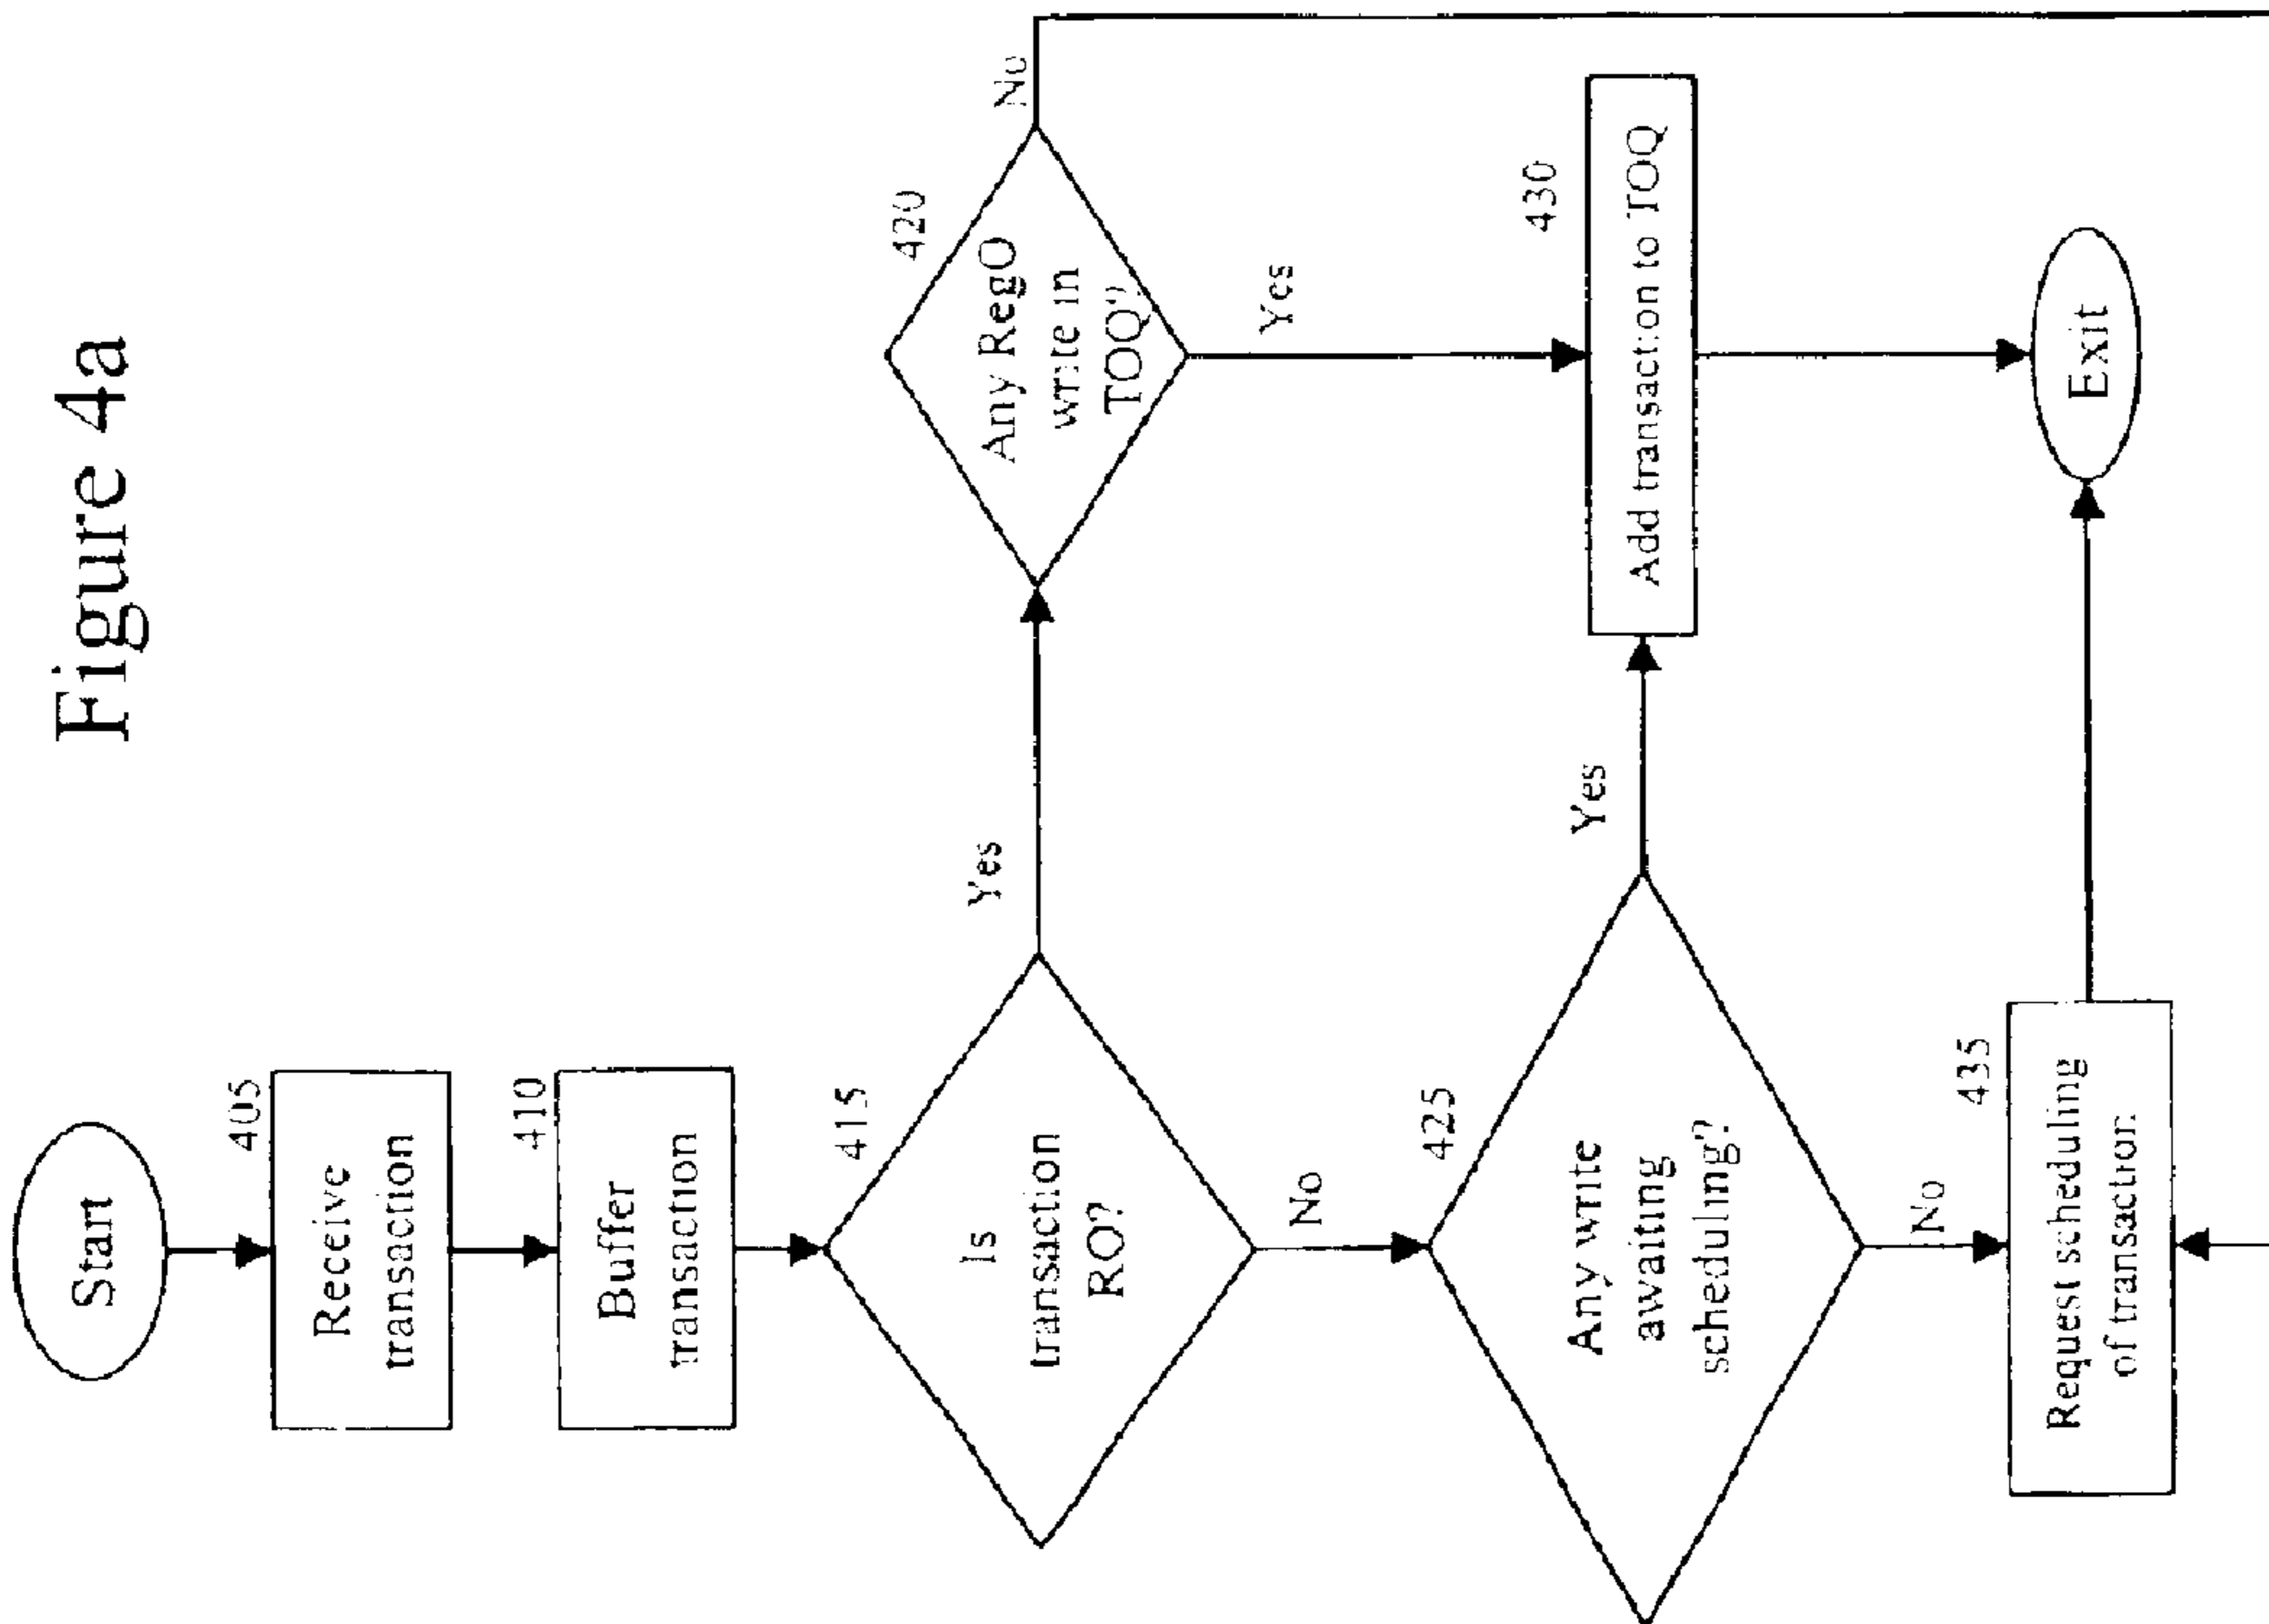 Figure 4a
Start
405
Receive
transaction
410
Buffer
transaction
415
Is
transaction
RO?
Yes
No
420
Any RegO
write in
TOQ?
No
Yes
425
Any write
awaiting
scheduling?
Yes
No
430
Add transaction to TOQ
435
Request scheduling
of transaction
Exit